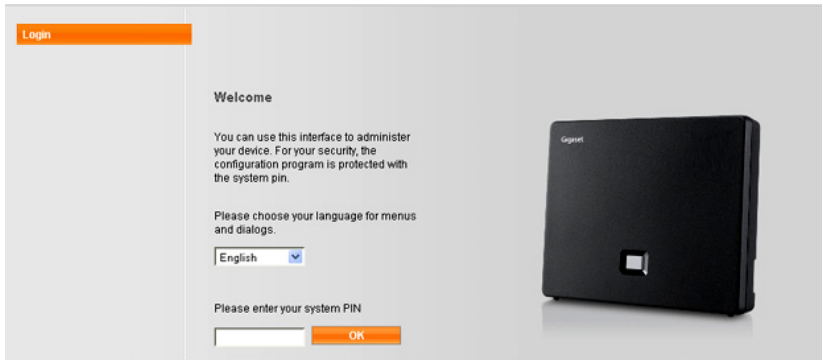 Login
Welcome
You can use this interface to administer
your device. For your security, the
configuration program is protected with
the system pin.
Please choose your language for menus
and dialogs.
English
Please enter your system PIN
OK
Gigaset